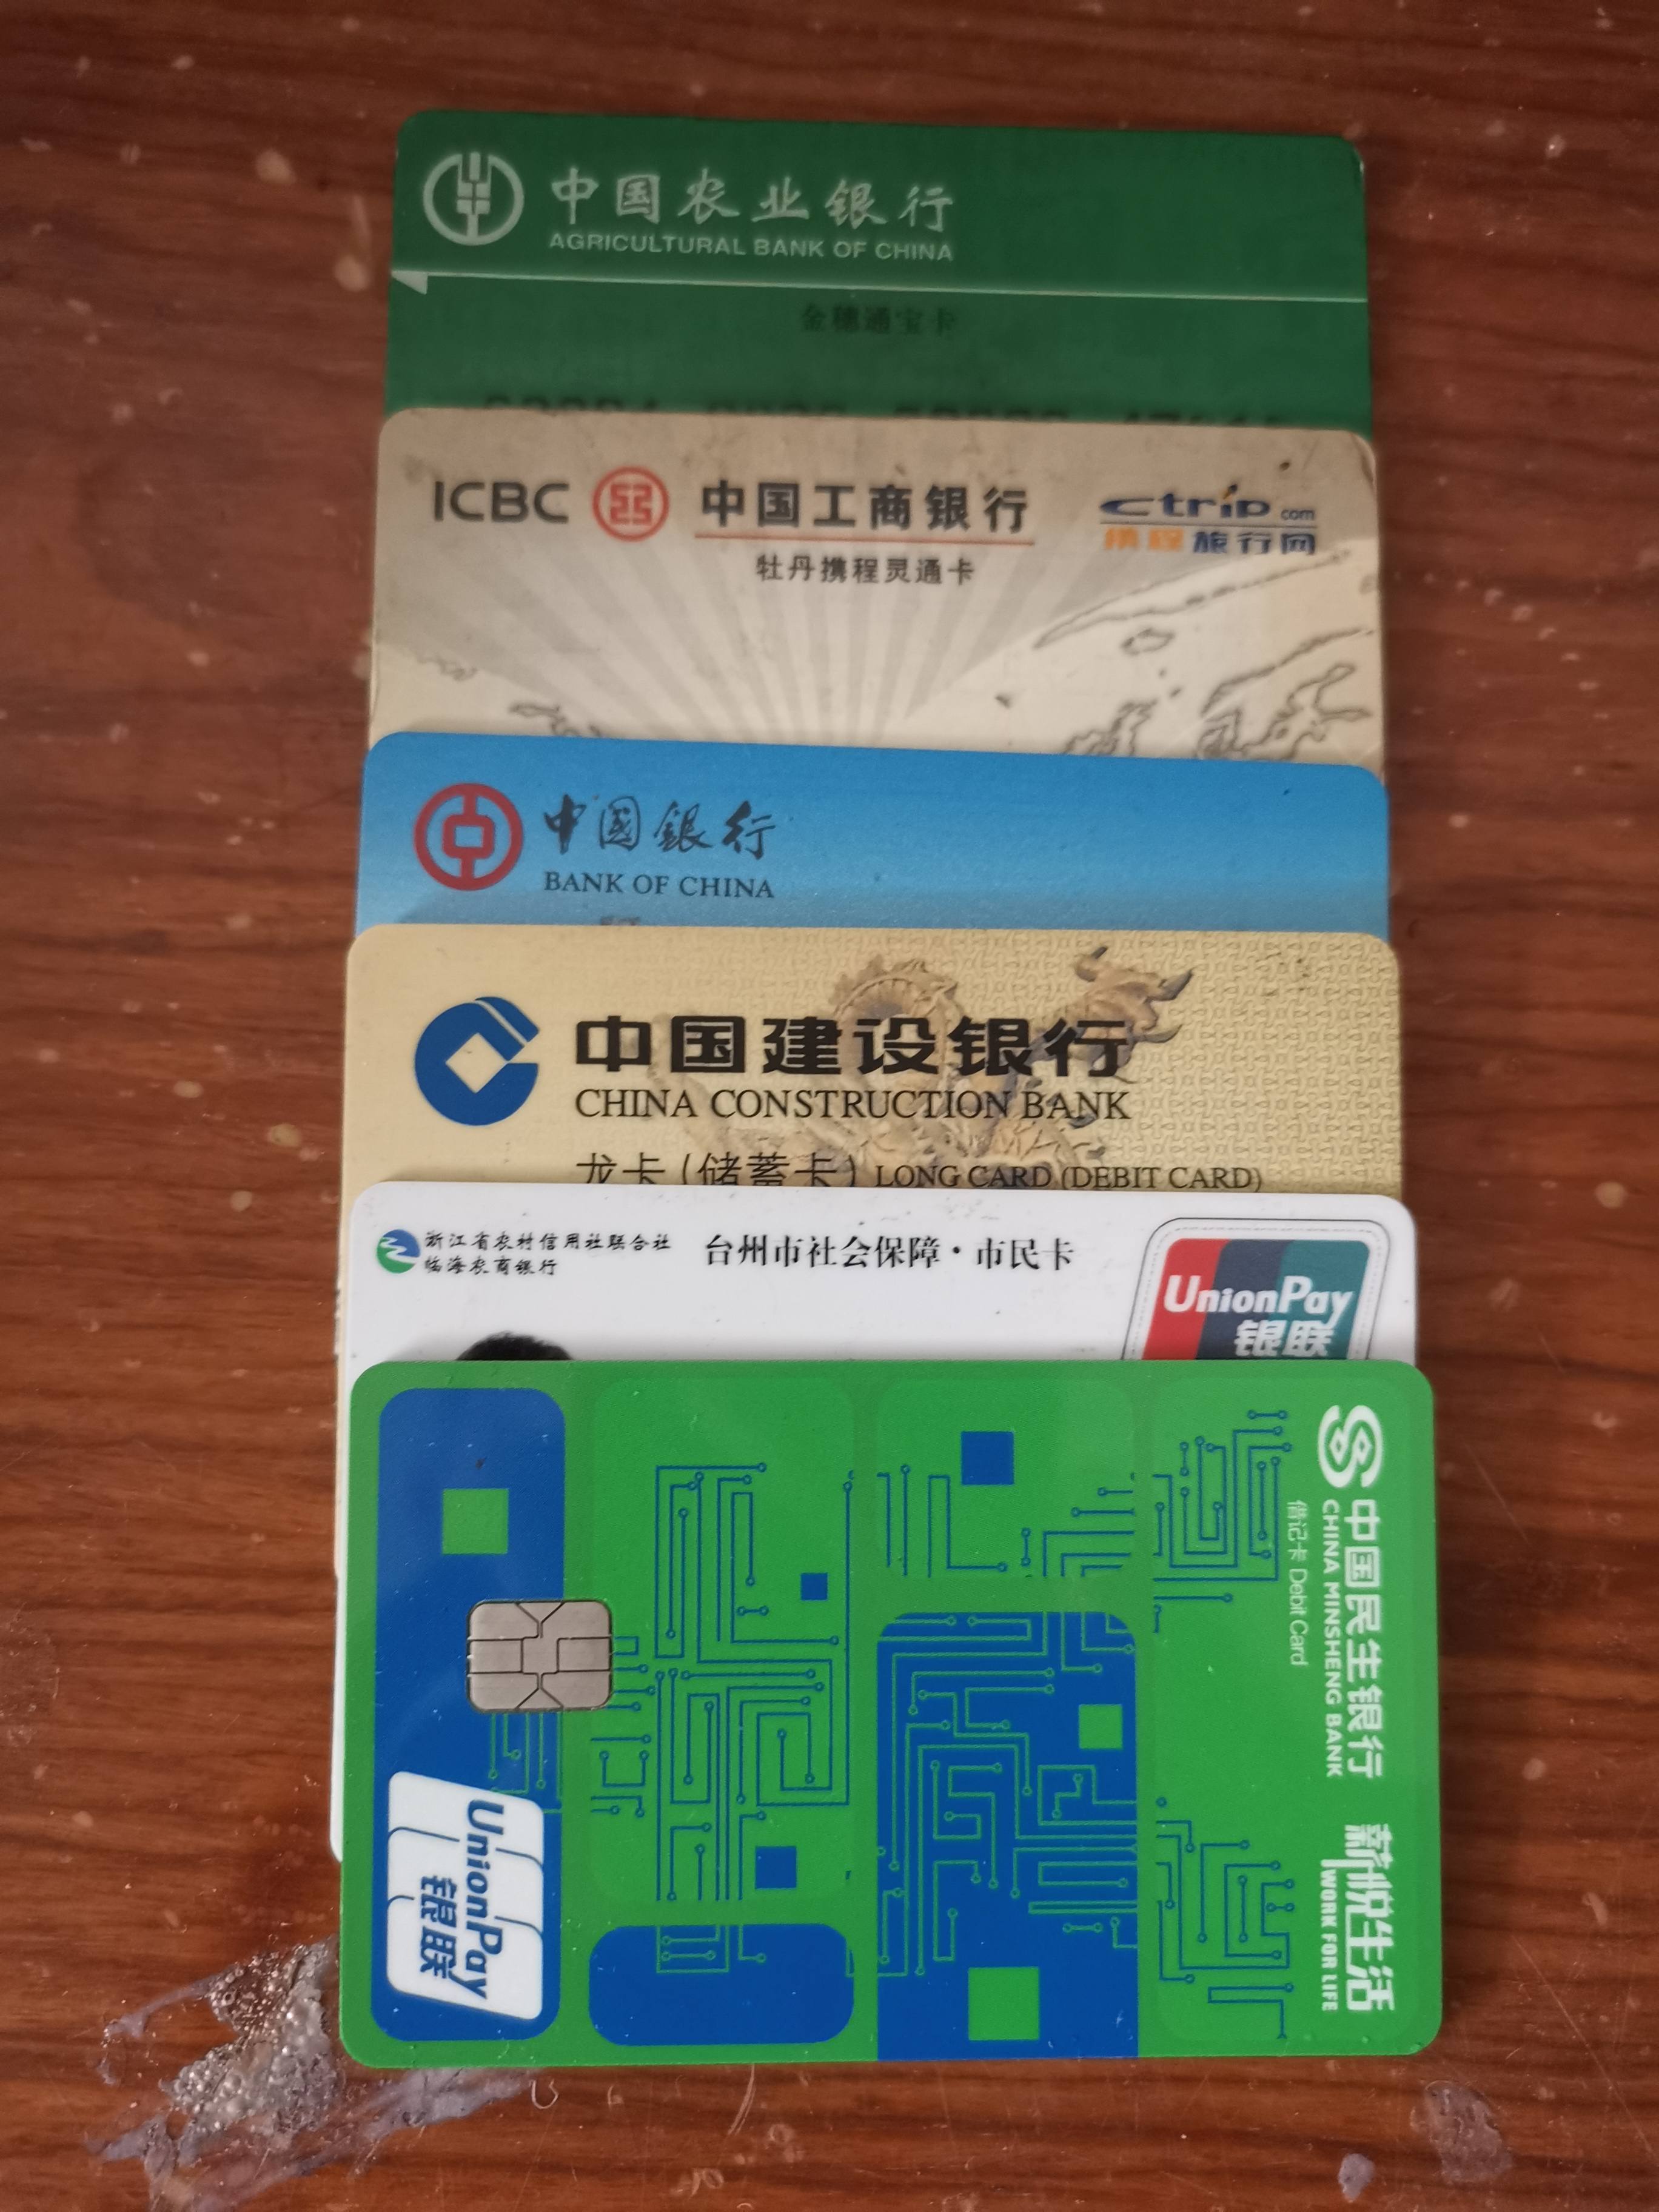 中国农业银行
AGRICULTURAL BANK OF CHINA
金穗通宝卡
ICBC 中国工商银行
牡丹携程灵通卡
Ctrip.com
携程旅行网
中國銀行
BANK OF CHINA
中国建设银行
CHINA CONSTRUCTION BANK
龙卡(储蓄卡) LONG CARD (DEBIT CARD)
浙江省农村信用社联合社
临海农商银行
台州市社会保障·市民卡
UnionPay
银联
中国民生银行
CHINA MINSHENG BANK
借记卡 Debit Card
薪悦生活
WORK FOR LIFE
UnionPay
银联